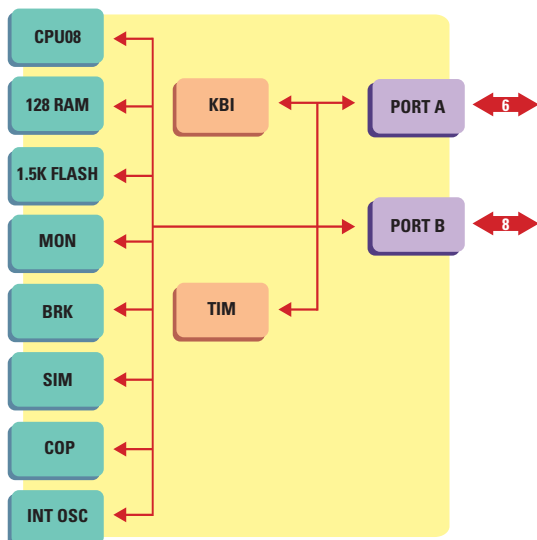 CPU08
128 RAM
KBI
PORT A
6
1.5K FLASH
MON
PORT B
8
BRK
TIM
SIM
COP
INT OSC